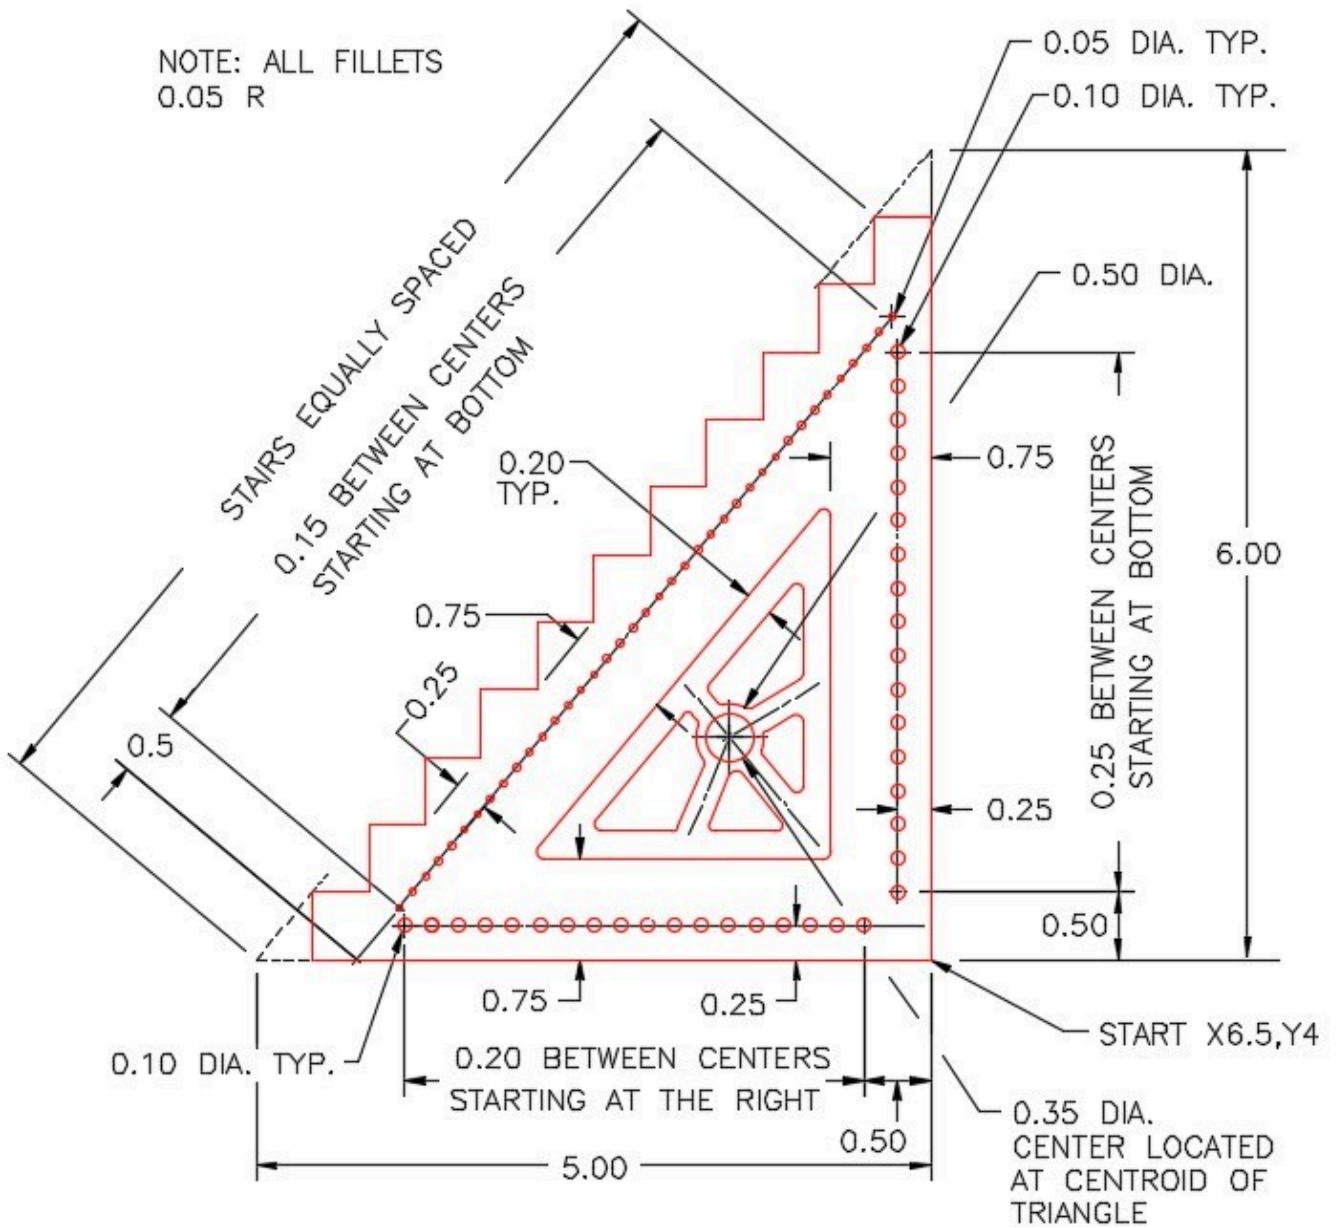 NOTE: ALL FILLETS
0.05 R
0.05 DIA. TYP.
0.10 DIA. TYP.
STAIRS EQUALLY SPACED
0.15 BETWEEN CENTERS
STARTING AT BOTTOM
0.50 DIA.
0.20
TYP.
0.75
0.25 BETWEEN CENTERS
STARTING AT BOTTOM
6.00
0.75
0.25
0.5
0.25
0.50
0.75
0.25
START X6.5,Y4
0.10 DIA. TYP.
0.20 BETWEEN CENTERS
STARTING AT THE RIGHT
0.50
5.00
0.35 DIA.
CENTER LOCATED
AT CENTROID OF
TRIANGLE